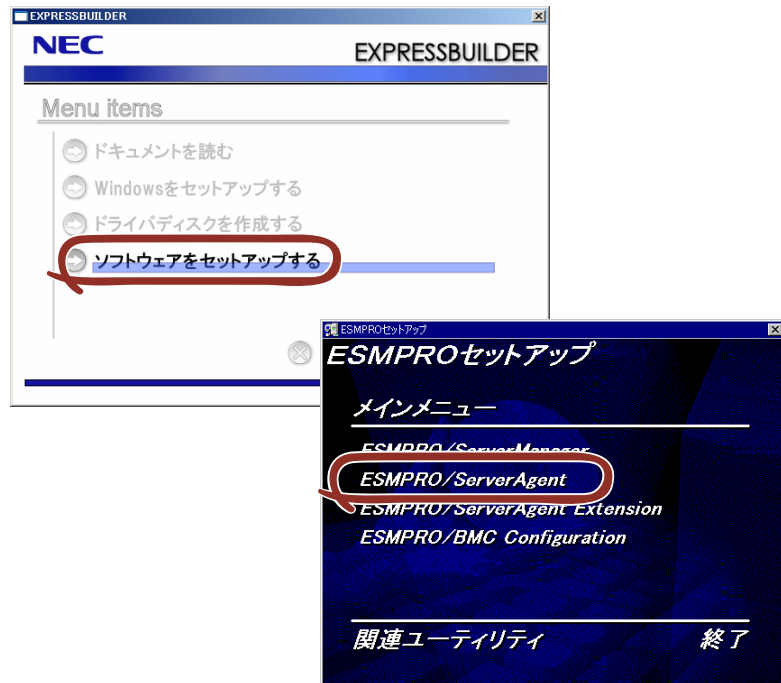 EXPRESSBUILDER
NEC
EXPRESSBUILDER
Menu items
ドキュメントを読む
Windowsをセットアップする
ドライバディスクを作成する
ソフトウェアをセットアップする
ESMPROセットアップ
ESMPROセットアップ
メインメニュー
ESMPRO/ServerManager
ESMPRO/ServerAgent
ESMPRO/ServerAgent Extension
ESMPRO/BMC Configuration
関連ユーティリティ
終了